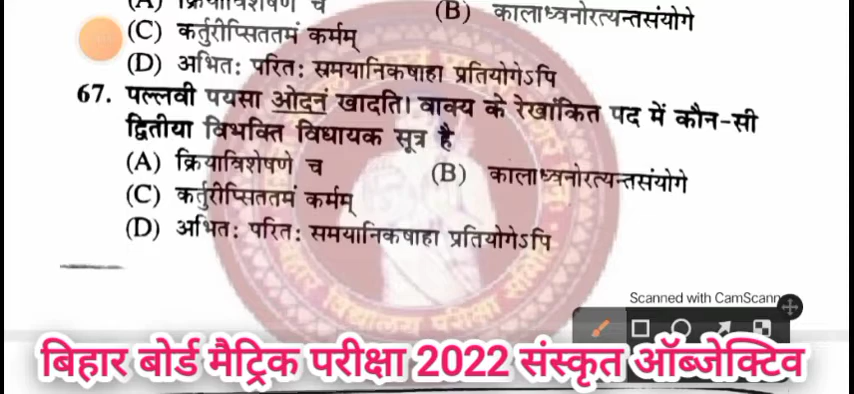 (A) क्रियाविशेषणे च
(B) कालाध्वनोरत्यन्तसंयोगे
(C) कर्तुरीप्सिततमं कर्मम्
(D) अभितः परितः समयानिकषाहा प्रतियोगेऽपि
67. पल्लवी पयसा ओदनं खादति। वाक्य के रेखांकित पद में कौन-सी
द्वितीया विभक्ति विधायक सूत्र है
(A) क्रियाविशेषणे च
(B) कालाध्वनोरत्यन्तसंयोगे
(C) कर्तुरीप्सिततमं कर्मम्
(D) अभितः परितः समयानिकषाहा प्रतियोगेऽपि
Scanned with CamScann
बिहार बोर्ड मैट्रिक परीक्षा 2022 संस्कृत ऑब्जेक्टिव